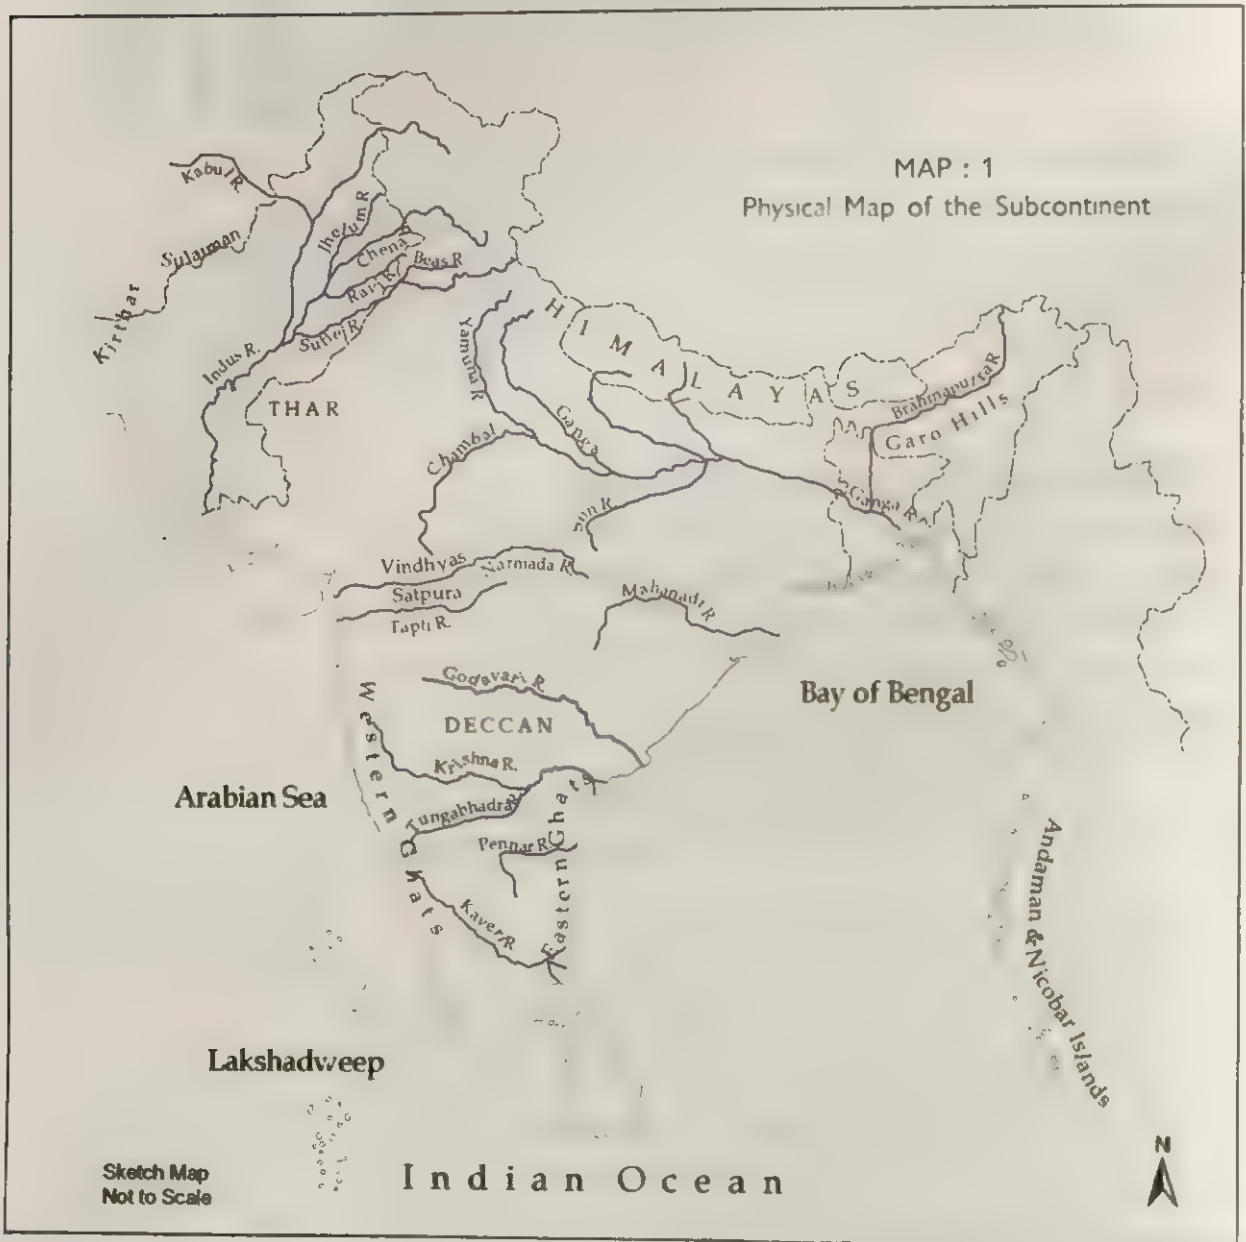 MAP : 1
Physical Map of the Subcontinent
Kabul R.
Sulaiman
Kirthar
Jhelum R
Chenab
Ravi R.
Beas R
Sutlej R.
Indus R.
THAR
HIMALAYAS
Yamuna R
Ganga
Chambal
Son R.
Brahmaputra R
Garo Hills
Ganga R.
Vindhyas
Narmada R.
Satpura
Tapti R.
Mahanadi R
Godavari R.
DECCAN
Bay of Bengal
Western Ghats
Krishna R.
Arabian Sea
Tungabhadra R
Eastern Ghats
Pennar R.
Kaveri R.
Andaman & Nicobar Islands
Lakshadweep
Sketch Map
Not to Scale
Indian Ocean
N